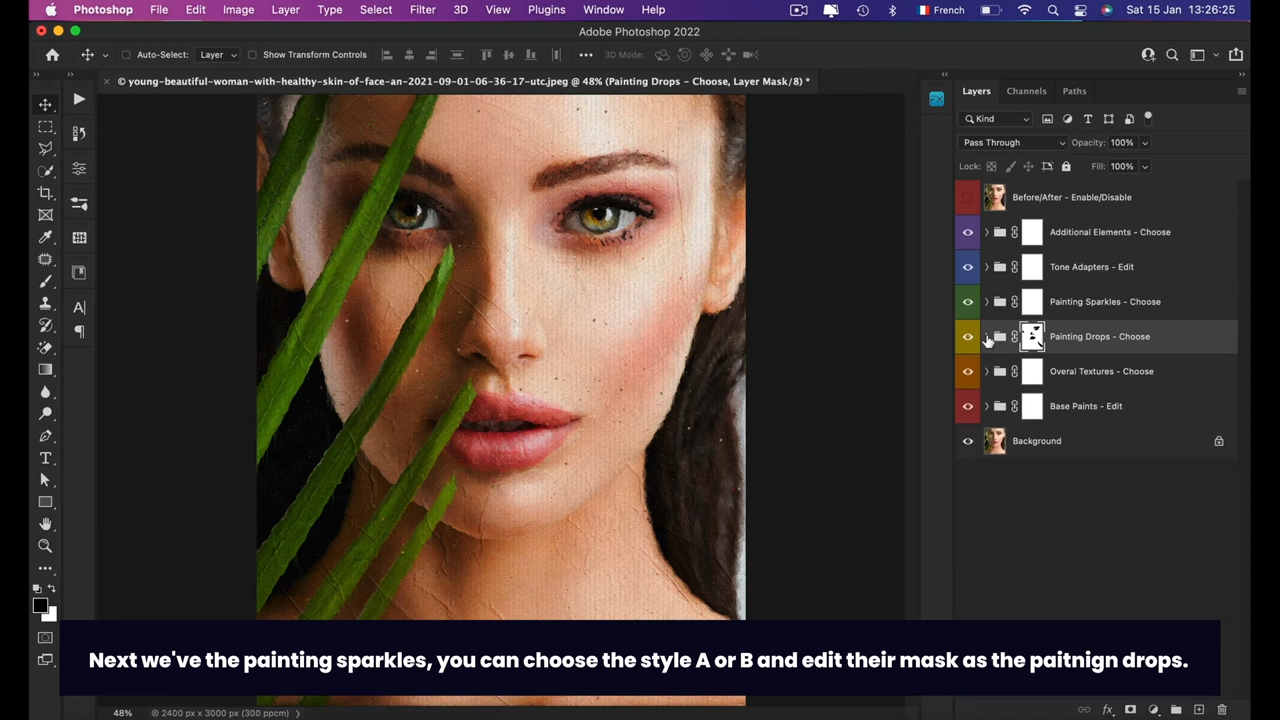 Photoshop File Edit Image Layer Type Select Filter 3D View Plugins Window Help French Sat 15 Jan 13:26:25
Adobe Photoshop 2022
Auto-Select: Layer Show Transform Controls ••• 3D Mode:
× © young-beautiful-woman-with-healthy-skin-of-face-an-2021-09-01-06-36-17-utc.jpeg @ 48% (Painting Drops - Choose, Layer Mask/8) *
Layers Channels Paths
Kind
Pass Through Opacity: 100%
Lock: Fill: 100%
Before/After - Enable/Disable
Additional Elements - Choose
Tone Adapters - Edit
Painting Sparkles - Choose
Painting Drops - Choose
Overal Textures - Choose
Base Paints - Edit
Background
Next we've the painting sparkles, you can choose the style A or B and edit their mask as the paitnign drops.
48% © 2400 px x 3000 px (300 ppcm)